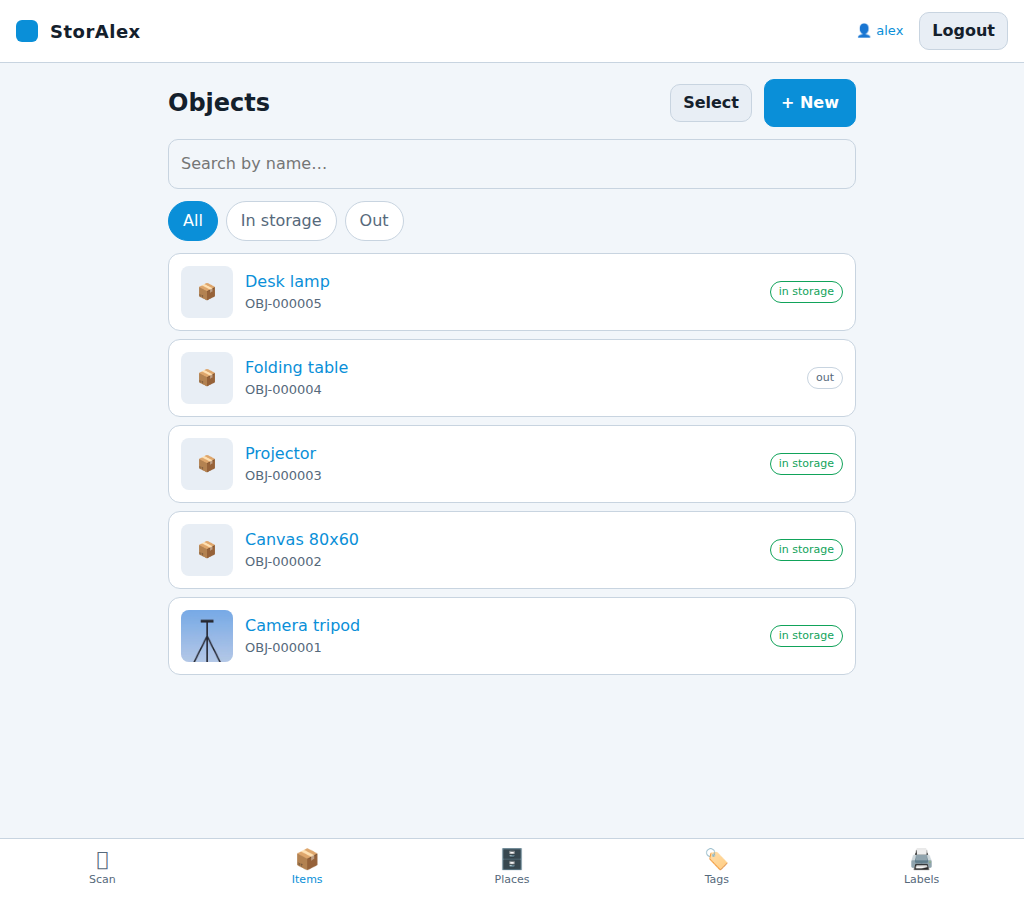 StorAlex
alex
Logout
Objects
Select
+ New
Search by name...
All
In storage
Out
Desk lamp
OBJ-000005
in storage
Folding table
OBJ-000004
out
Projector
OBJ-000003
in storage
Canvas 80x60
OBJ-000002
in storage
Camera tripod
OBJ-000001
in storage
Scan
Items
Places
Tags
Labels